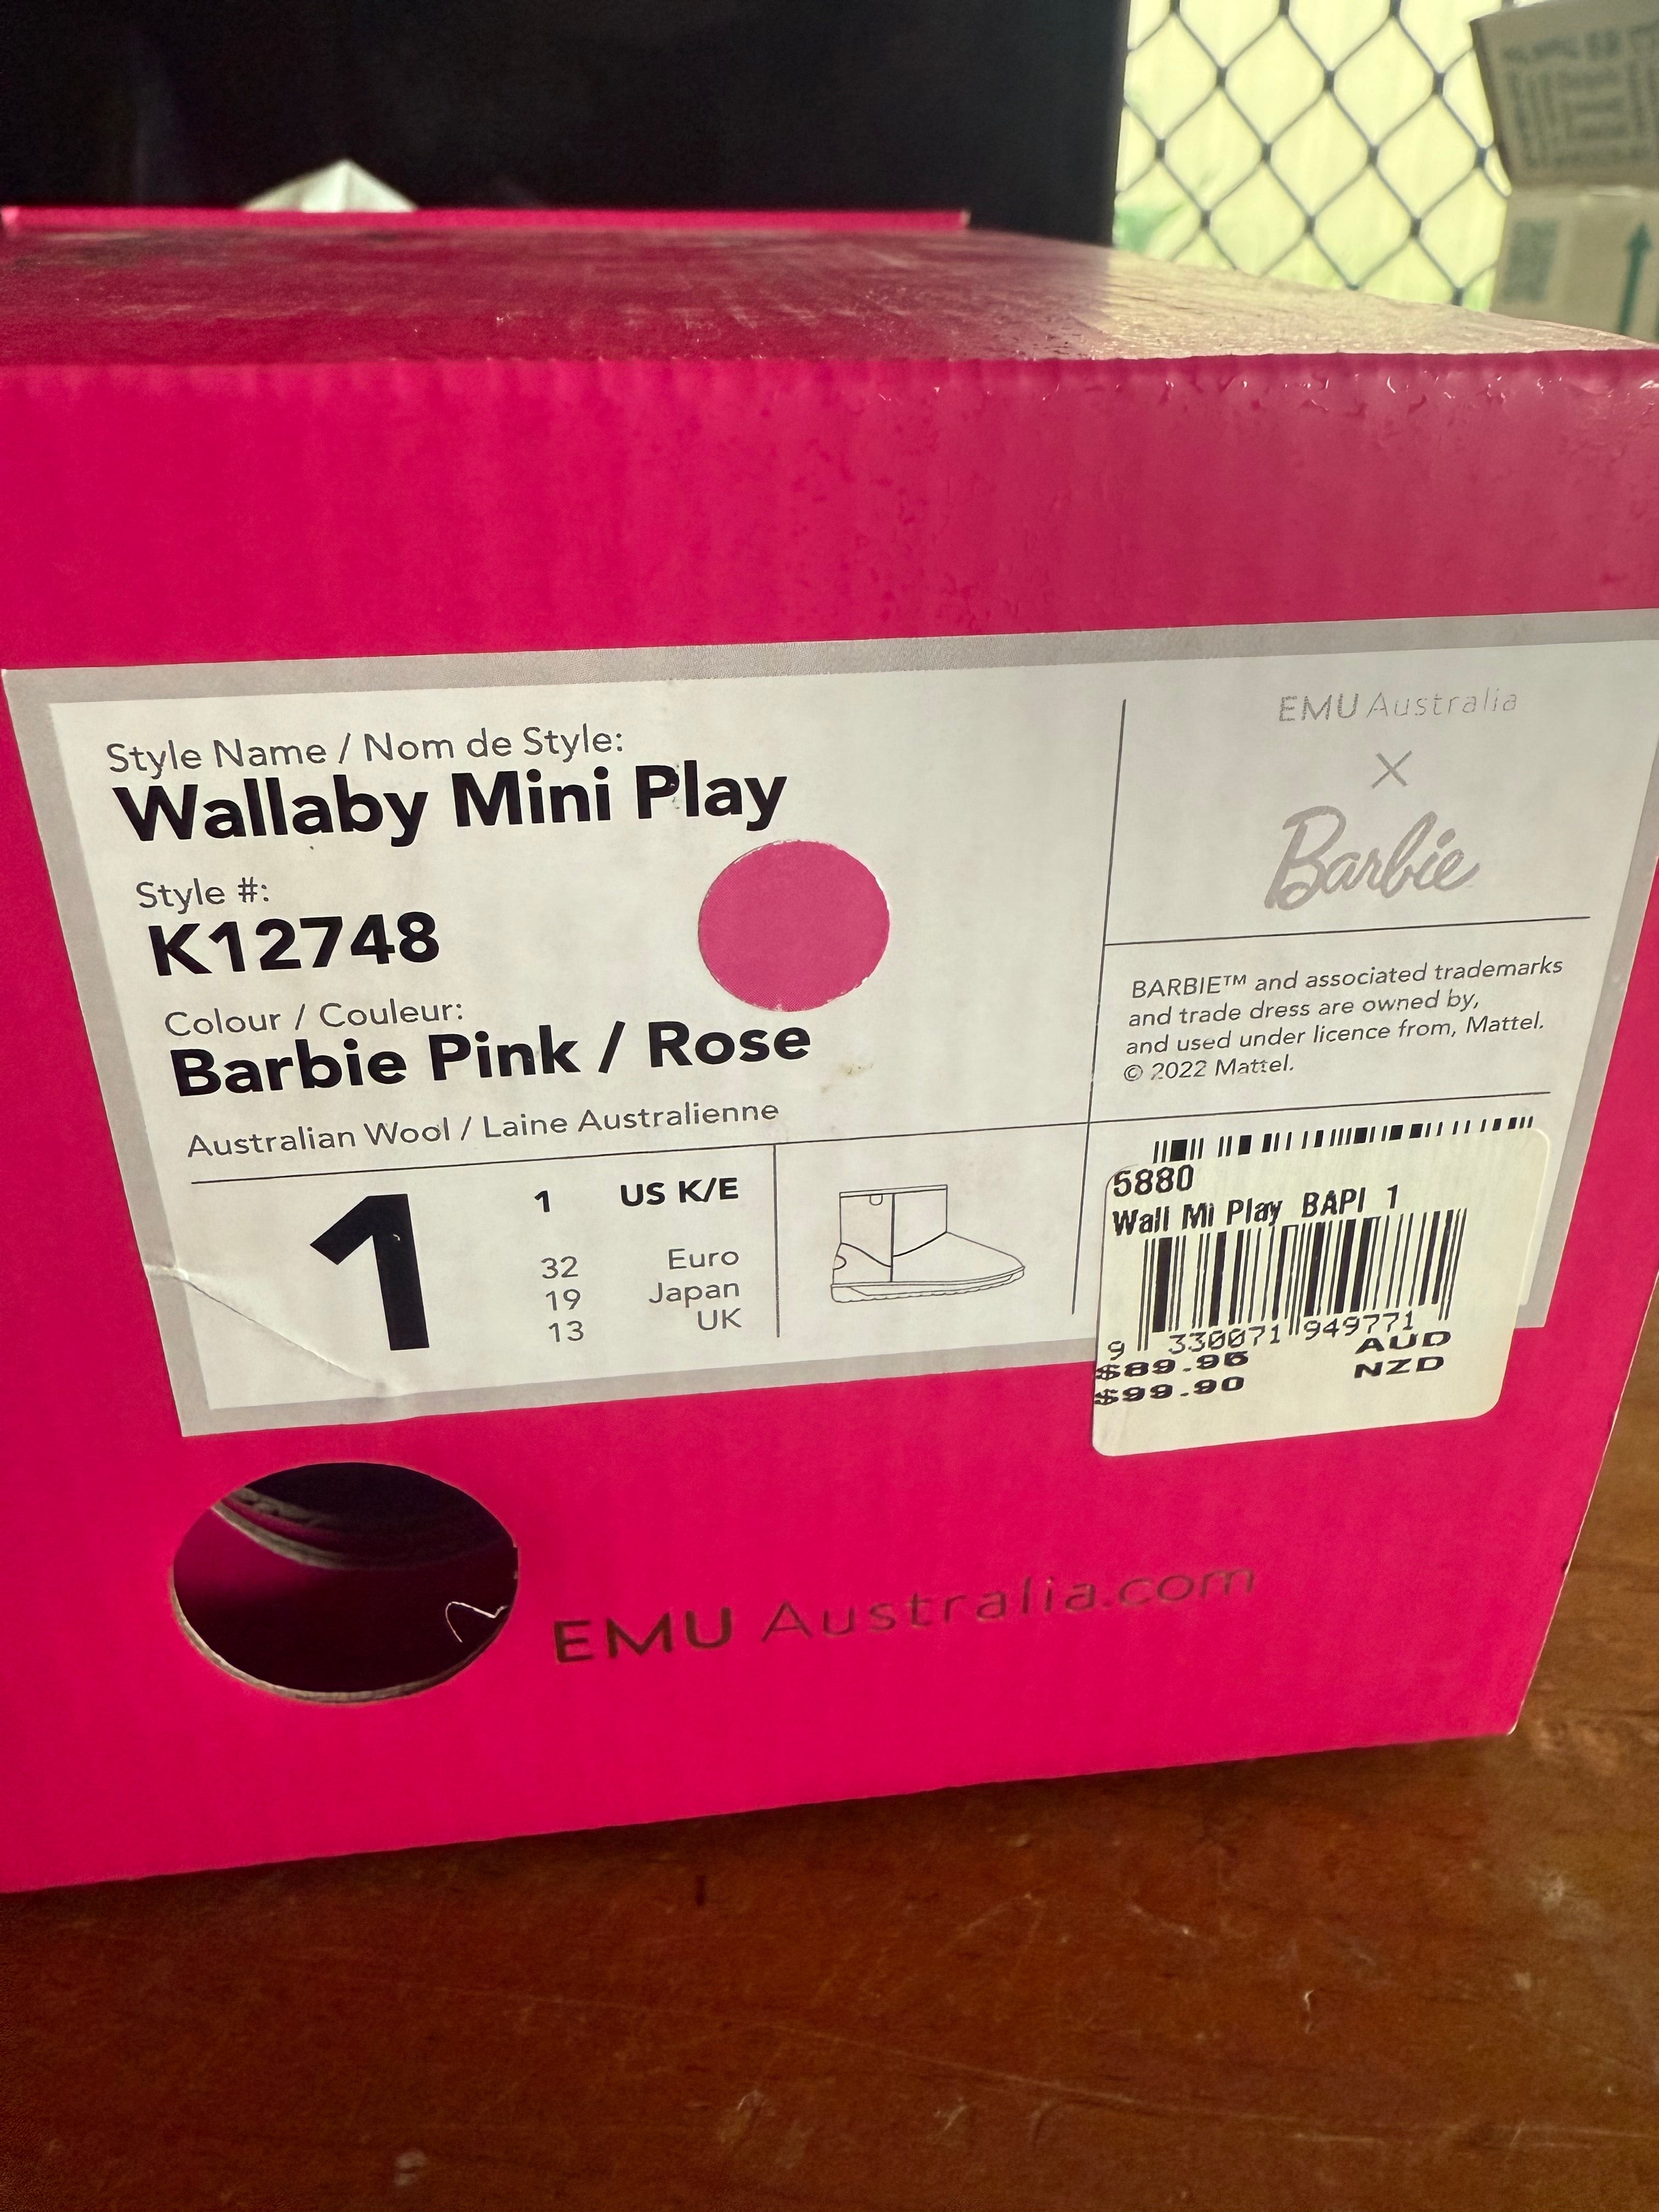 Style Name / Nom de Style:
Wallaby Mini Play
Style #:
K12748
Colour / Couleur:
Barbie Pink / Rose
Australian Wool / Laine Australienne
1
1 US K/E
32 Euro
19 Japan
13 UK
EMU Australia
X
Barbie
BARBIE™ and associated trademarks
and trade dress are owned by,
and used under licence from, Mattel.
© 2022 Mattel.
5880
Wall Mi Play BAPI 1
9 330071 949771
$89.95 AUD
$99.90 NZD
EMU Australia.com